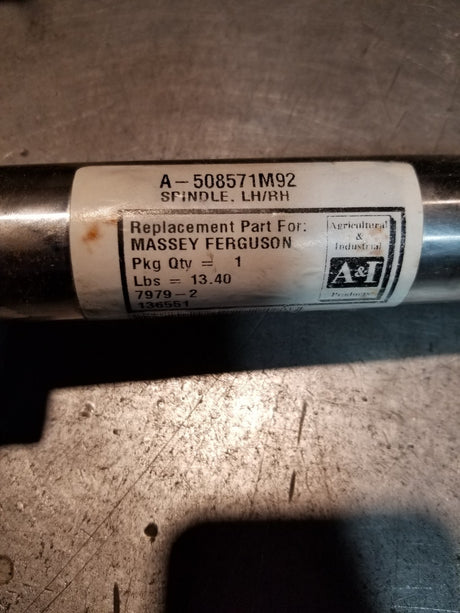 A-508571M92
SPINDLE, LH/RH
Replacement Part For:
MASSEY FERGUSON
Pkg Qty = 1
Lbs = 13.40
7979-2
136551
Agricultural
&
Industrial
A&I
Products